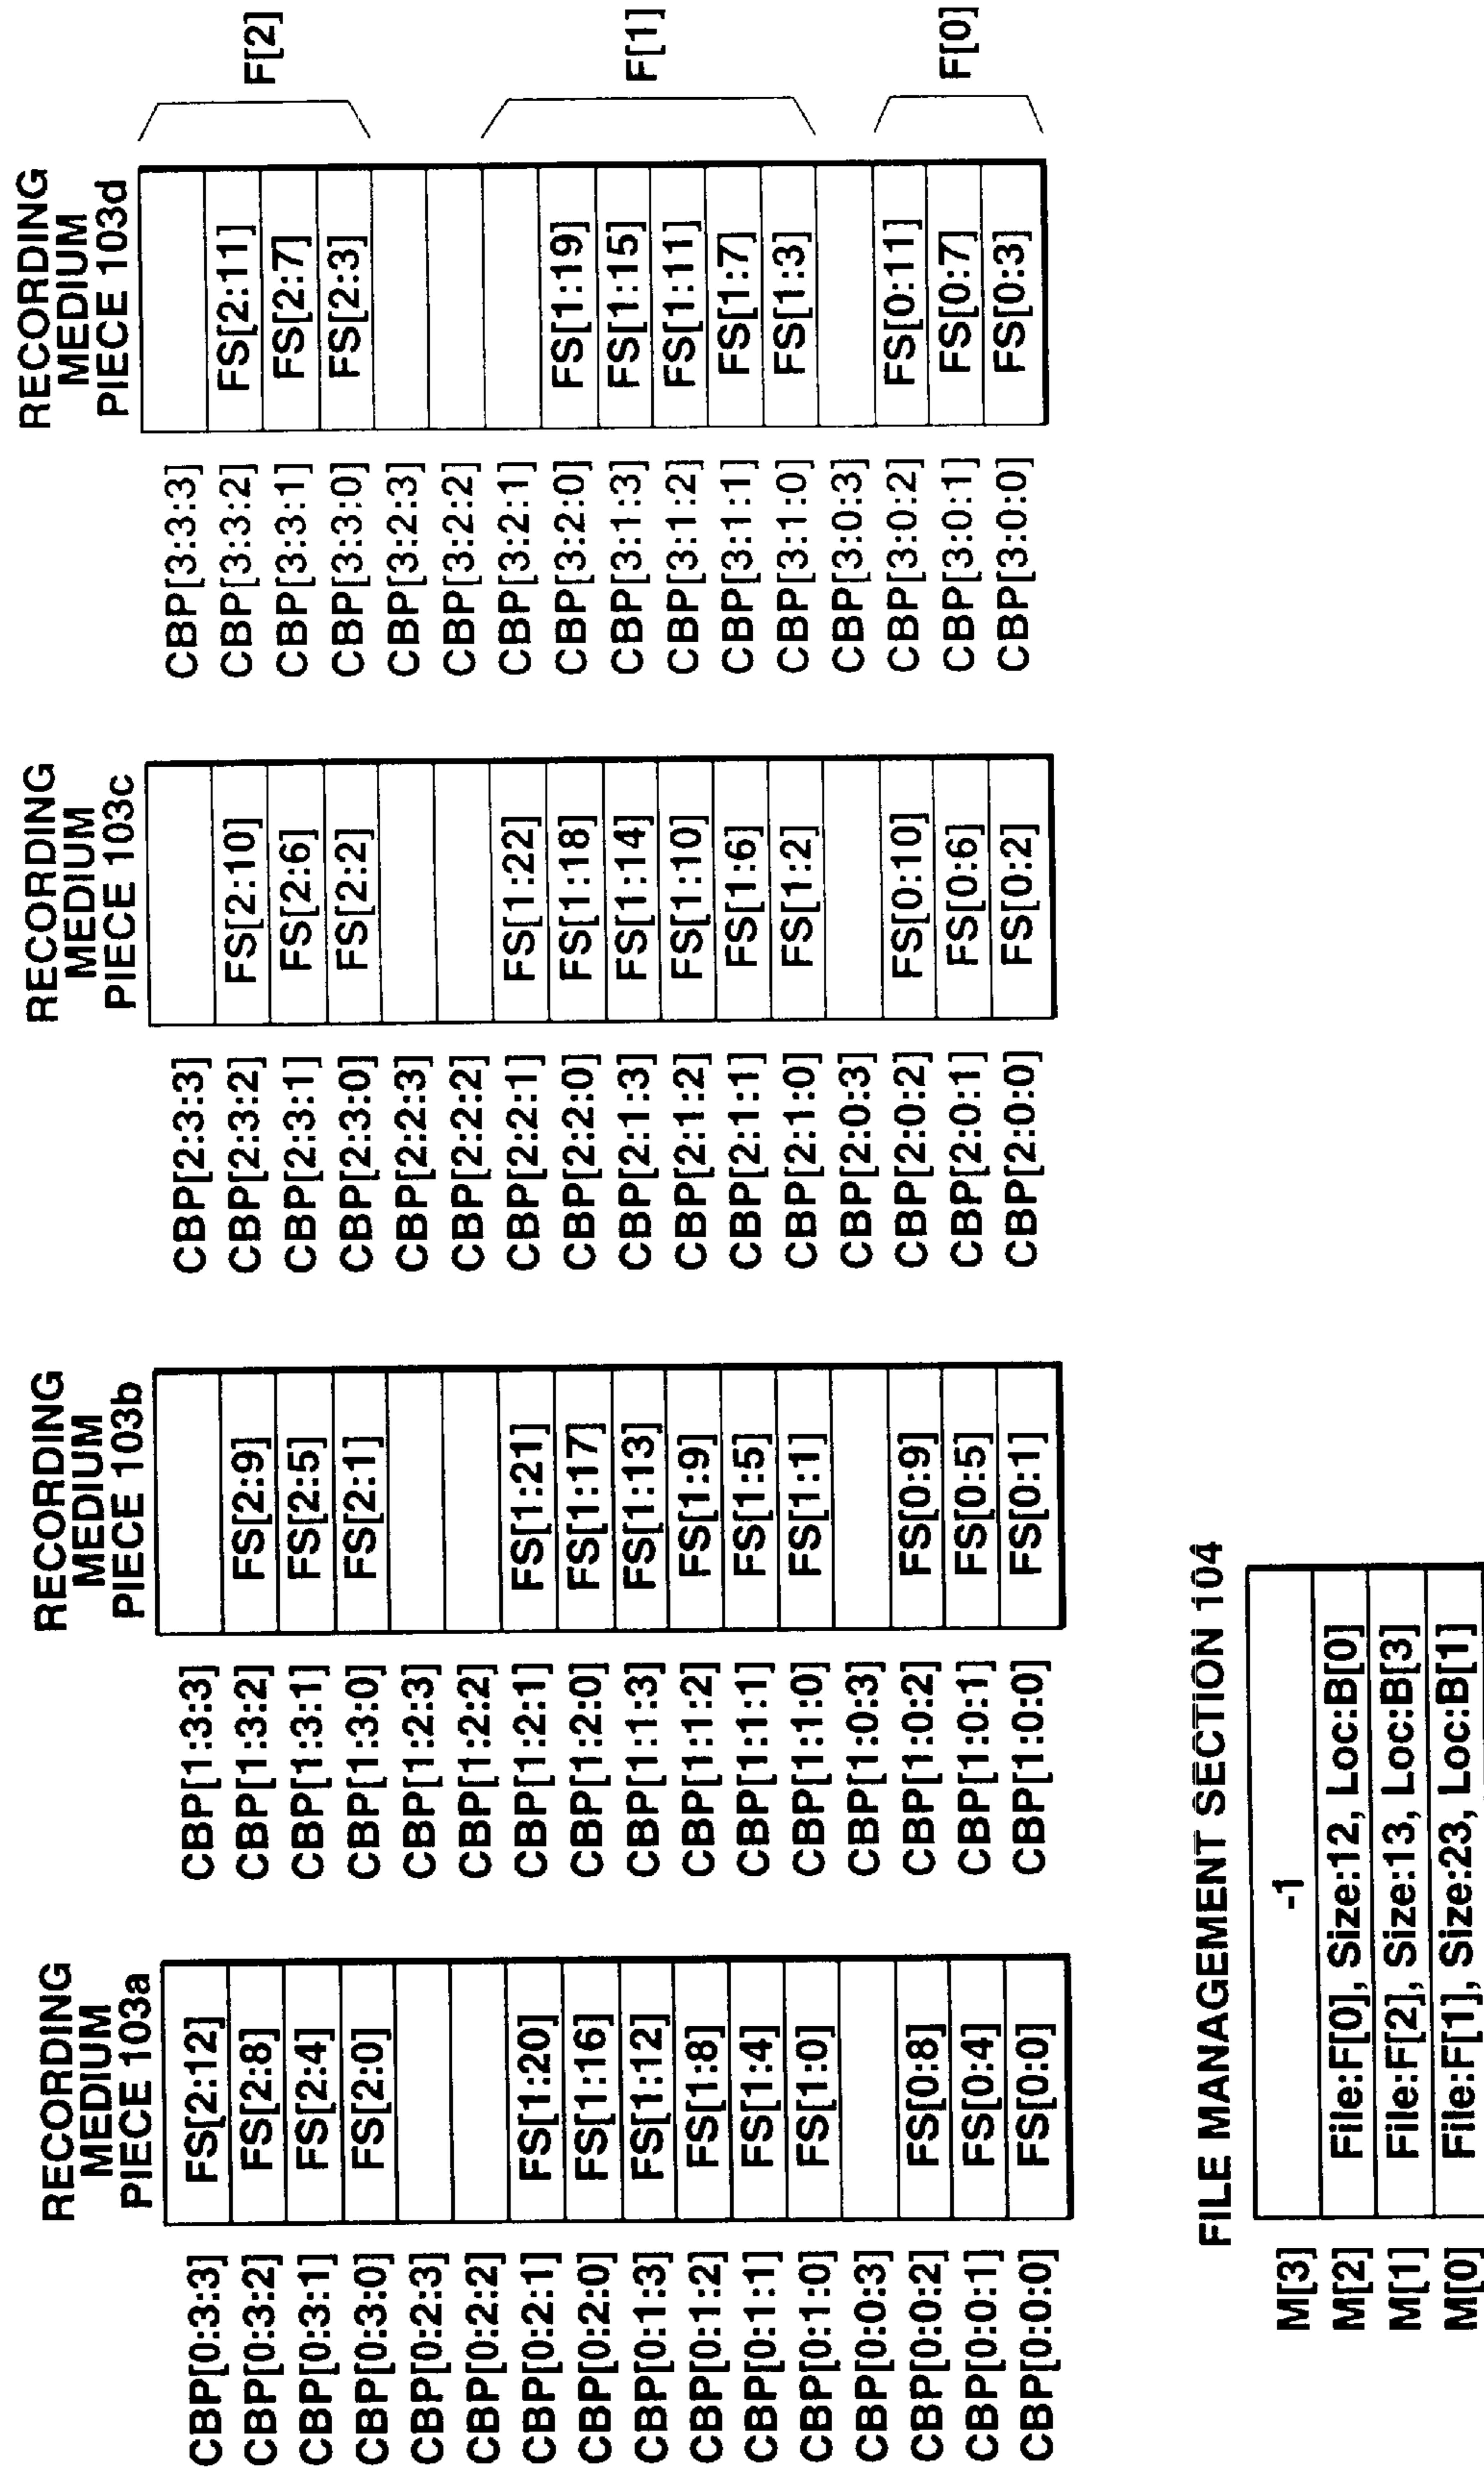 RECORDING
MEDIUM
PIECE 103a
CBP[0:3:3] FS[2:12]
CBP[0:3:2] FS[2:8]
CBP[0:3:1] FS[2:4]
CBP[0:3:0] FS[2:0]
CBP[0:2:3]
CBP[0:2:2]
CBP[0:2:1] FS[1:20]
CBP[0:2:0] FS[1:16]
CBP[0:1:3] FS[1:12]
CBP[0:1:2] FS[1:8]
CBP[0:1:1] FS[1:4]
CBP[0:1:0] FS[1:0]
CBP[0:0:3]
CBP[0:0:2] FS[0:8]
CBP[0:0:1] FS[0:4]
CBP[0:0:0] FS[0:0]
RECORDING
MEDIUM
PIECE 103b
CBP[1:3:3]
CBP[1:3:2] FS[2:9]
CBP[1:3:1] FS[2:5]
CBP[1:3:0] FS[2:1]
CBP[1:2:3]
CBP[1:2:2]
CBP[1:2:1] FS[1:21]
CBP[1:2:0] FS[1:17]
CBP[1:1:3] FS[1:13]
CBP[1:1:2] FS[1:9]
CBP[1:1:1] FS[1:5]
CBP[1:1:0] FS[1:1]
CBP[1:0:3]
CBP[1:0:2] FS[0:9]
CBP[1:0:1] FS[0:5]
CBP[1:0:0] FS[0:1]
RECORDING
MEDIUM
PIECE 103c
CBP[2:3:3]
CBP[2:3:2] FS[2:10]
CBP[2:3:1] FS[2:6]
CBP[2:3:0] FS[2:2]
CBP[2:2:3]
CBP[2:2:2]
CBP[2:2:1] FS[1:22]
CBP[2:2:0] FS[1:18]
CBP[2:1:3] FS[1:14]
CBP[2:1:2] FS[1:10]
CBP[2:1:1] FS[1:6]
CBP[2:1:0] FS[1:2]
CBP[2:0:3]
CBP[2:0:2] FS[0:10]
CBP[2:0:1] FS[0:6]
CBP[2:0:0] FS[0:2]
RECORDING
MEDIUM
PIECE 103d
CBP[3:3:3]
CBP[3:3:2] FS[2:11]
CBP[3:3:1] FS[2:7]
CBP[3:3:0] FS[2:3]
CBP[3:2:3]
CBP[3:2:2]
CBP[3:2:1]
CBP[3:2:0] FS[1:19]
CBP[3:1:3] FS[1:15]
CBP[3:1:2] FS[1:11]
CBP[3:1:1] FS[1:7]
CBP[3:1:0] FS[1:3]
CBP[3:0:3]
CBP[3:0:2] FS[0:11]
CBP[3:0:1] FS[0:7]
CBP[3:0:0] FS[0:3]
F[2]
F[1]
F[0]
FILE MANAGEMENT SECTION 104
M[3] -1
M[2] File:F[0], Size:12, Loc:B[0]
M[1] File:F[2], Size:13, Loc:B[3]
M[0] File:F[1], Size:23, Loc:B[1]